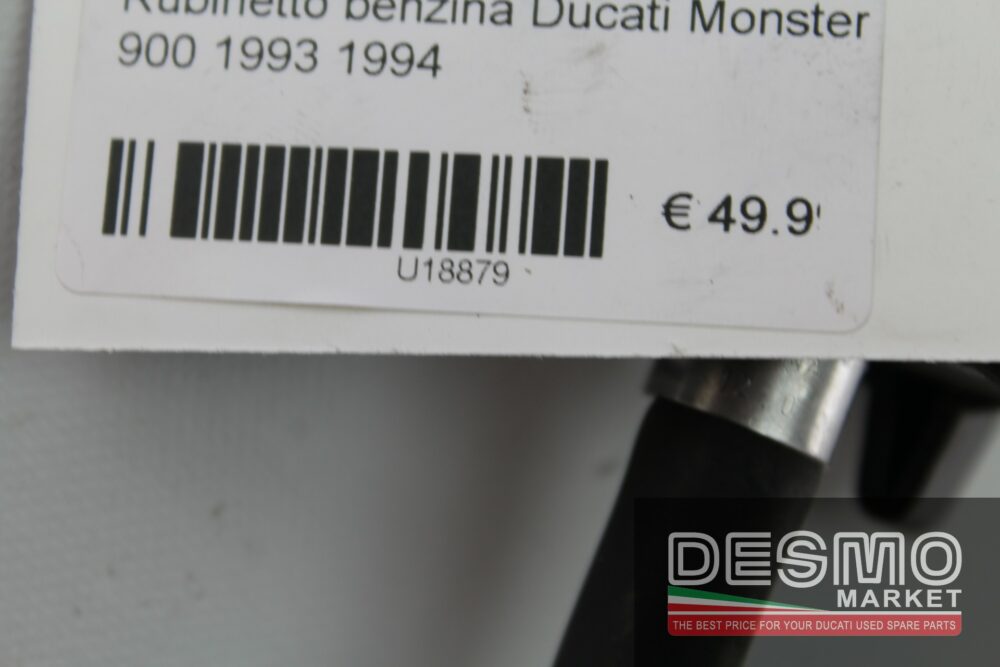 Rubinetto benzina Ducati Monster
900 1993 1994
€ 49.9
U18879
DESMO
MARKET
THE BEST PRICE FOR YOUR DUCATI USED SPARE PARTS